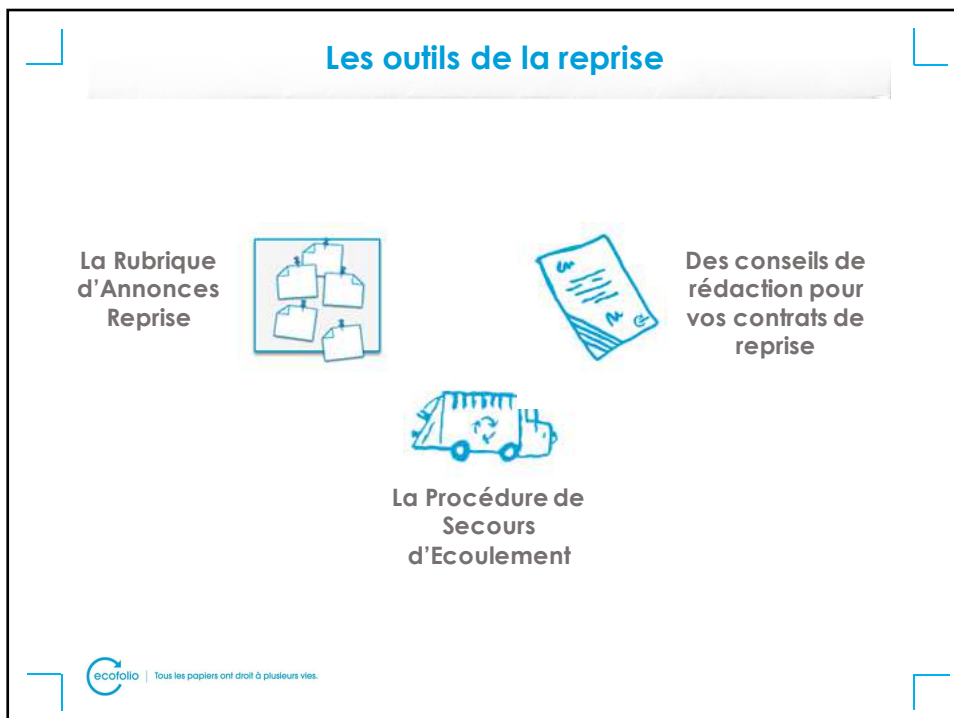 Les outils de la reprise
La Rubrique
d’Annonces
Reprise
Des conseils de
rédaction pour
vos contrats de
reprise
La Procédure de
Secours
d’Ecoulement
ecofolio
Tous les papiers ont droit à plusieurs vies.